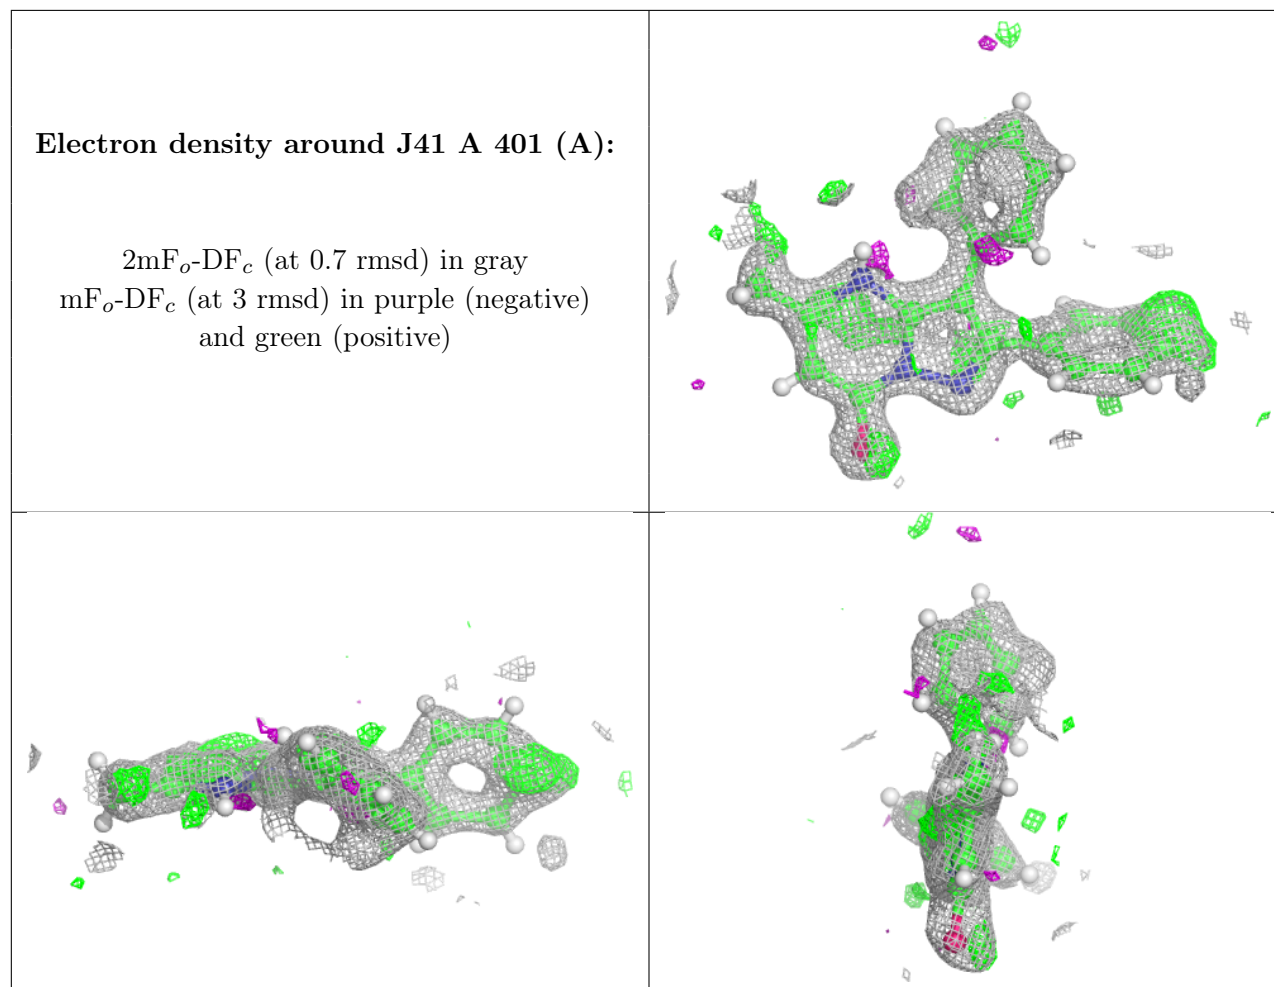 Electron density around J41 A 401 (A):
2mFo-DFc (at 0.7 rmsd) in gray
mFo-DFc (at 3 rmsd) in purple (negative)
and green (positive)